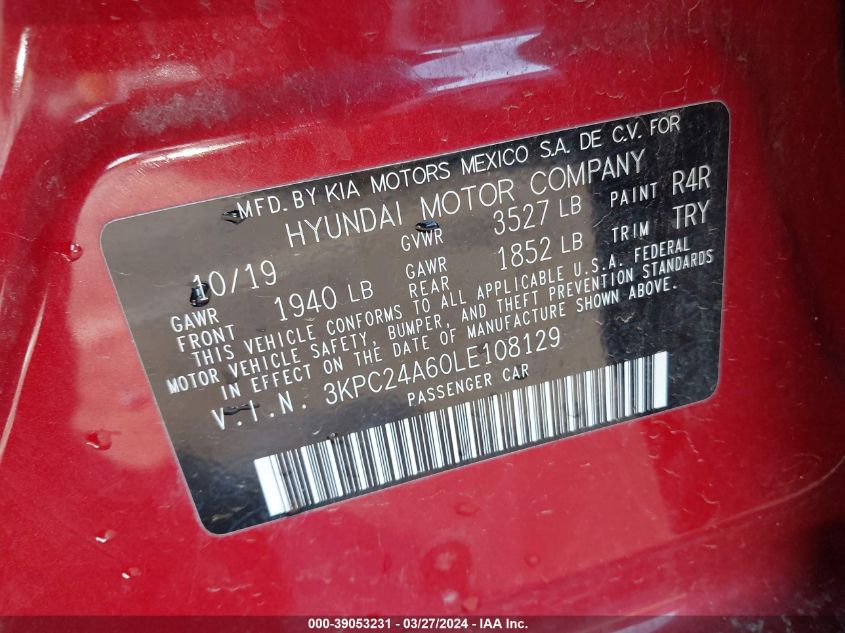 MFD. BY KIA MOTORS MEXICO S.A. DE C.V. FOR
HYUNDAI MOTOR COMPANY
10/19 GVWR 3527 LB PAINT R4R
GAWR FRONT 1940 LB GAWR REAR 1852 LB TRIM TRY
THIS VEHICLE CONFORMS TO ALL APPLICABLE U.S.A. FEDERAL
MOTOR VEHICLE SAFETY, BUMPER, AND THEFT PREVENTION STANDARDS
IN EFFECT ON THE DATE OF MANUFACTURE SHOWN ABOVE.
V.I.N. 3KPC24A60LE108129
PASSENGER CAR
000-39053231 - 03/27/2024 - IAA Inc.